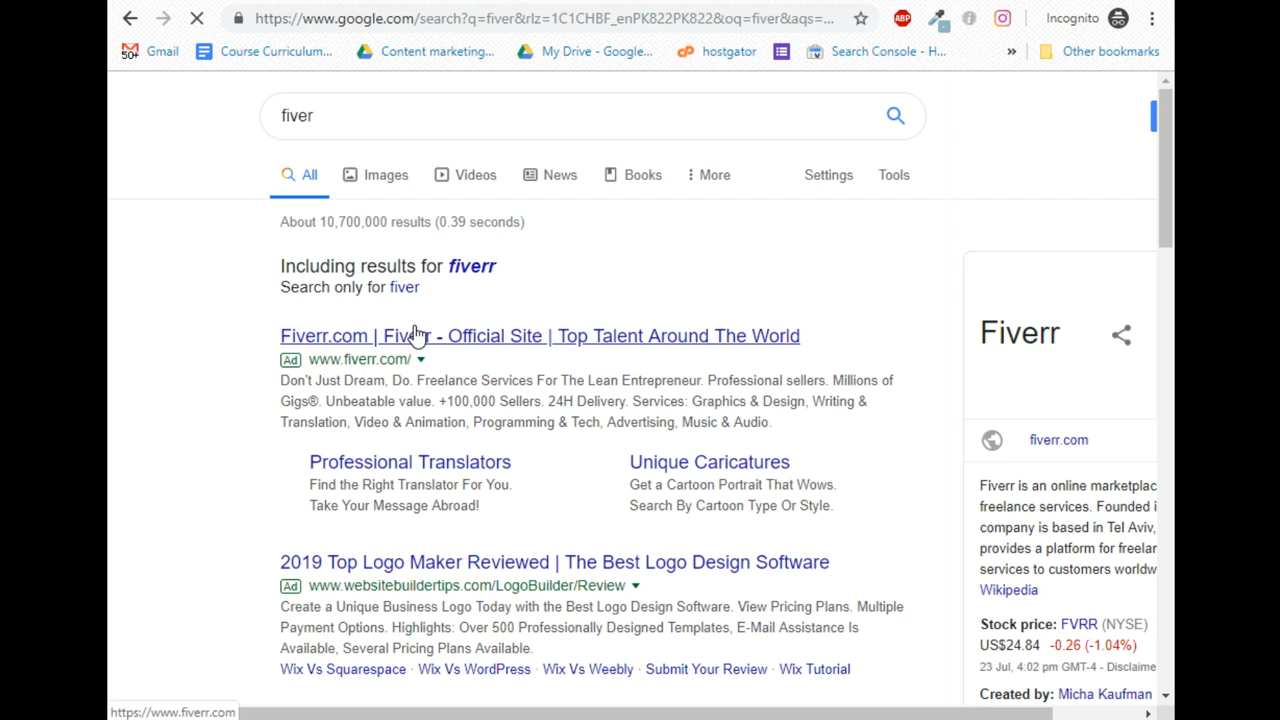 https://www.google.com/search?q=fiver&rlz=1C1CHBF_enPK822PK822&oq=fiver&aqs=...
ABP
Incognito
50+
Gmail
Course Curriculum...
Content marketing...
My Drive - Google...
cP
hostgator
Search Console - H...
»
Other bookmarks
fiver
All
Images
Videos
News
Books
More
Settings
Tools
About 10,700,000 results (0.39 seconds)
Including results for fiverr
Search only for fiver
Fiverr.com | Fiverr - Official Site | Top Talent Around The World
Ad www.fiverr.com/
Don't Just Dream, Do. Freelance Services For The Lean Entrepreneur. Professional sellers. Millions of
Gigs®. Unbeatable value. +100,000 Sellers. 24H Delivery. Services: Graphics & Design, Writing &
Translation, Video & Animation, Programming & Tech, Advertising, Music & Audio.
Professional Translators
Find the Right Translator For You.
Take Your Message Abroad!
Unique Caricatures
Get a Cartoon Portrait That Wows.
Search By Cartoon Type Or Style.
2019 Top Logo Maker Reviewed | The Best Logo Design Software
Ad www.websitebuildertips.com/LogoBuilder/Review
Create a Unique Business Logo Today with the Best Logo Design Software. View Pricing Plans. Multiple
Payment Options. Highlights: Over 500 Professionally Designed Templates, E-Mail Assistance Is
Available, Several Pricing Plans Available.
Wix Vs Squarespace · Wix Vs WordPress · Wix Vs Weebly · Submit Your Review · Wix Tutorial
Fiverr
fiverr.com
Fiverr is an online marketplac
freelance services. Founded i
company is based in Tel Aviv,
provides a platform for freelan
services to customers worldw
Wikipedia
Stock price: FVRR (NYSE)
US$24.84 -0.26 (-1.04%)
23 Jul, 4:02 pm GMT-4 - Disclaime
Created by: Micha Kaufman
https://www.fiverr.com